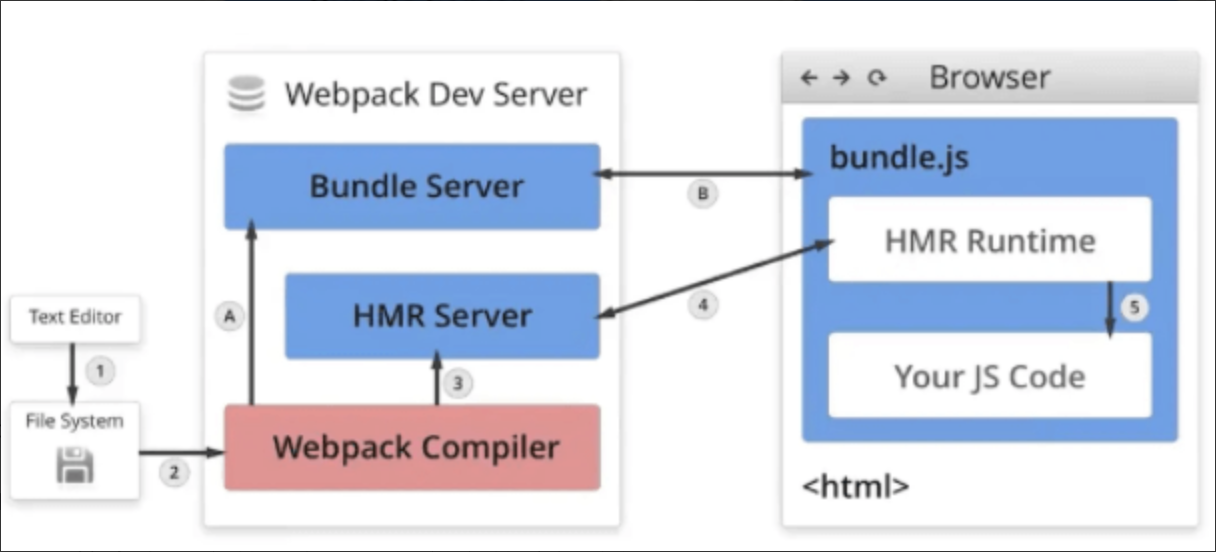 Webpack Dev Server
Bundle Server
A
HMR Server
3
Webpack Compiler
Text Editor
1
File System
2
B
4
← → ⟳ Browser
bundle.js
HMR Runtime
5
Your JS Code
<html>